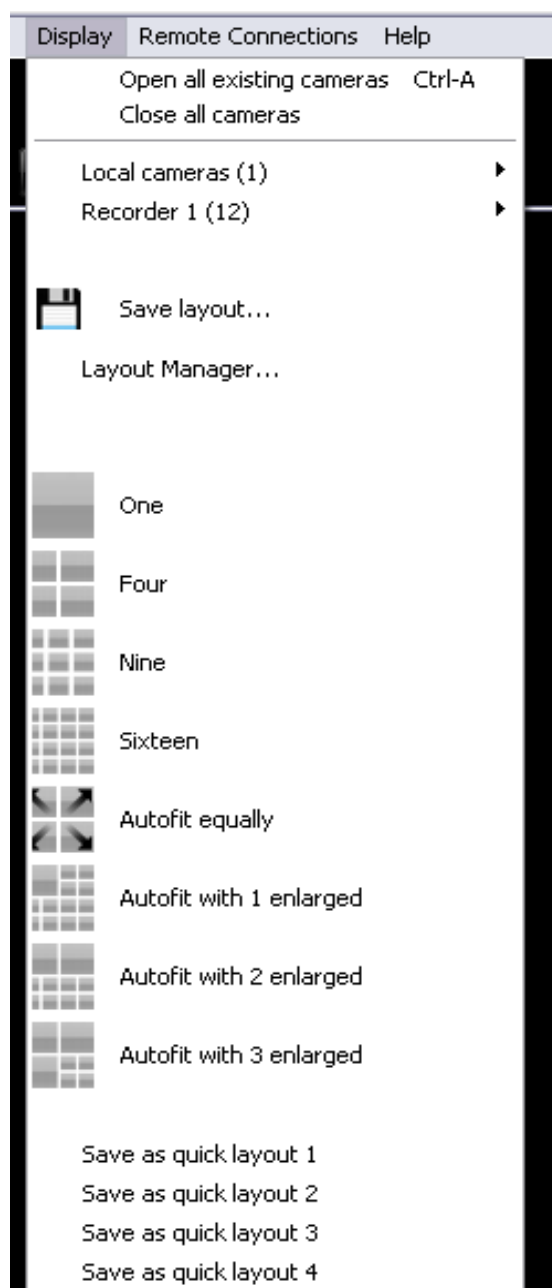 Display Remote Connections Help
Open all existing cameras Ctrl-A
Close all cameras
Local cameras (1)
Recorder 1 (12)
Save layout...
Layout Manager...
One
Four
Nine
Sixteen
Autofit equally
Autofit with 1 enlarged
Autofit with 2 enlarged
Autofit with 3 enlarged
Save as quick layout 1
Save as quick layout 2
Save as quick layout 3
Save as quick layout 4